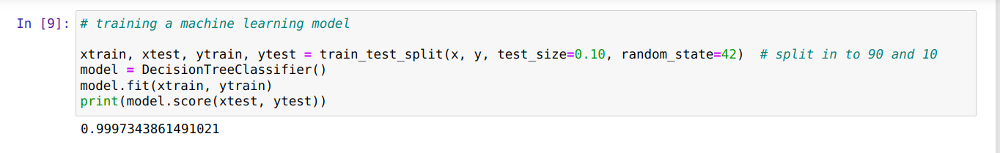 In [9]: # training a machine learning model
xtrain, xtest, ytrain, ytest = train_test_split(x, y, test_size=0.10, random_state=42)  # split in to 90 and 10
model = DecisionTreeClassifier()
model.fit(xtrain, ytrain)
print(model.score(xtest, ytest))
0.9997343861491021